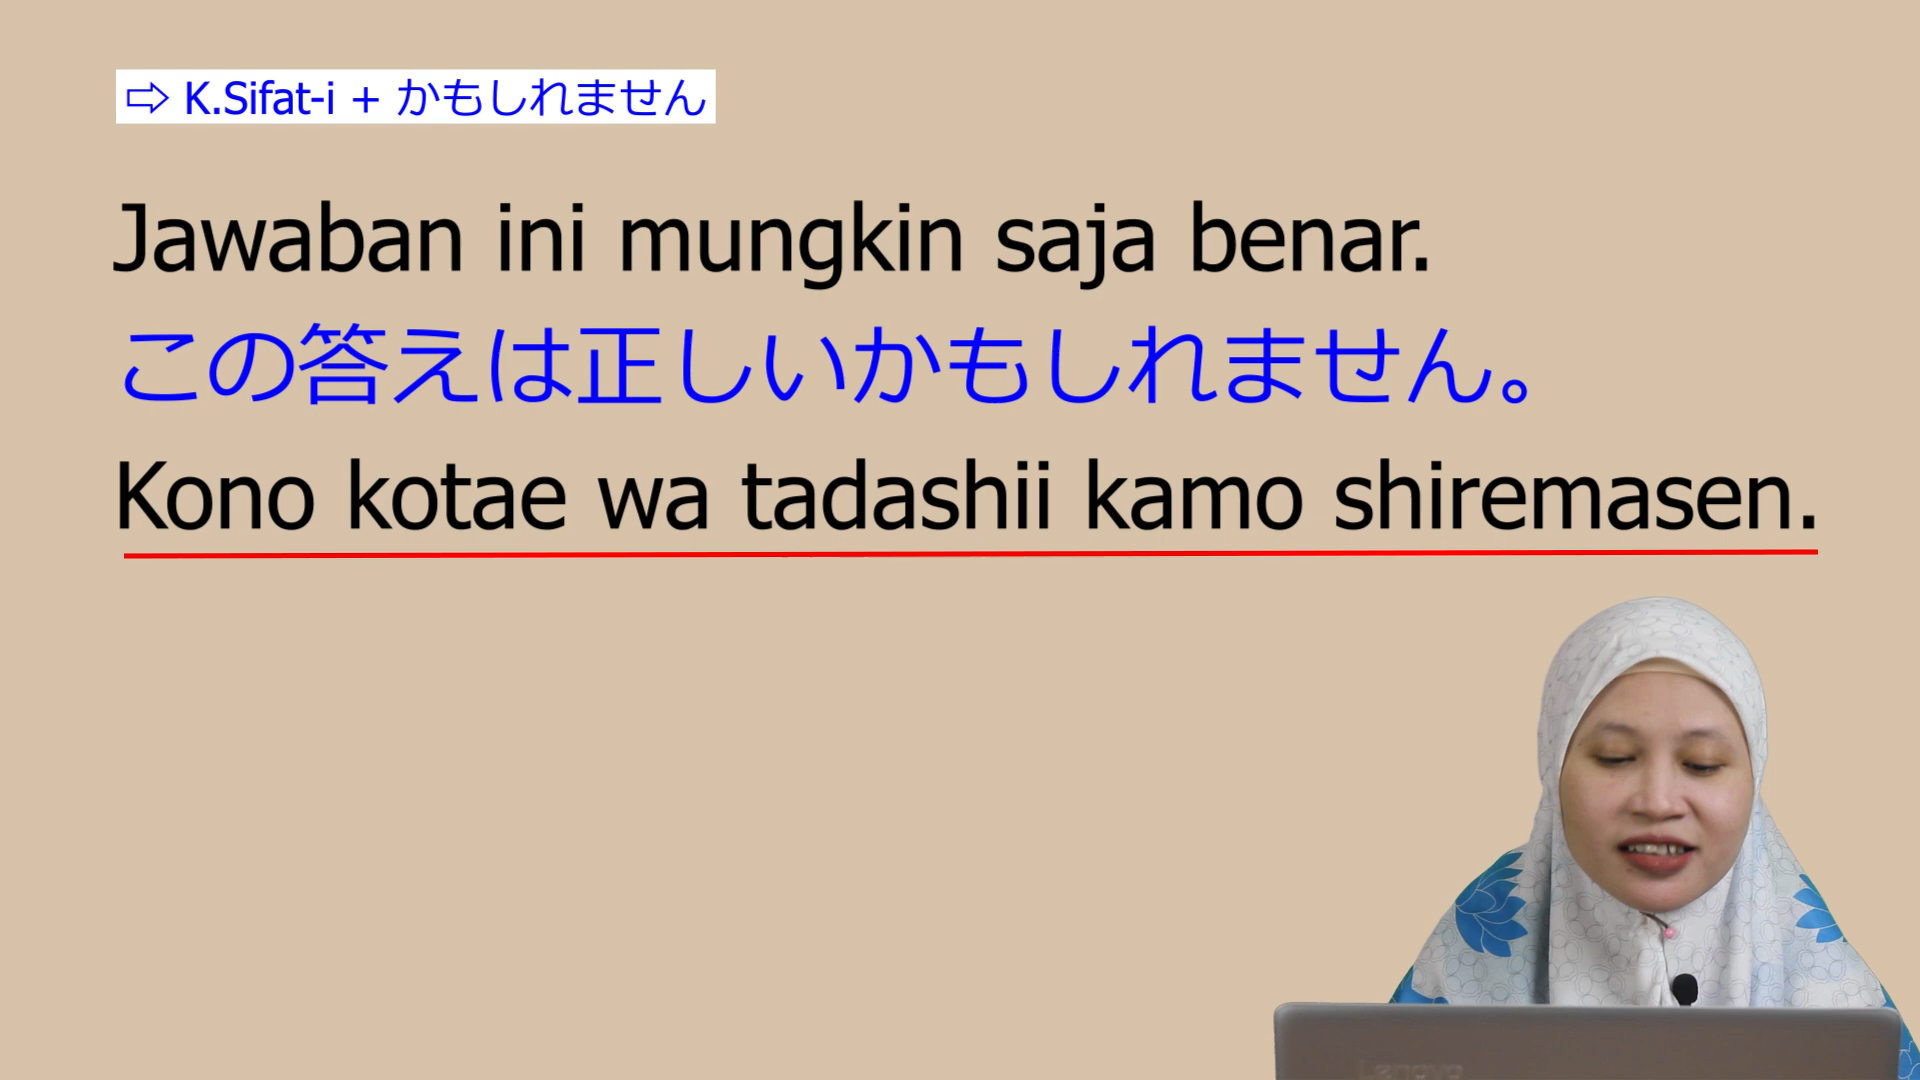 ⇨ K.Sifat-i + かもしれません
Jawaban ini mungkin saja benar.
この答えは正しいかもしれません。
Kono kotae wa tadashii kamo shiremasen.
Lenovo